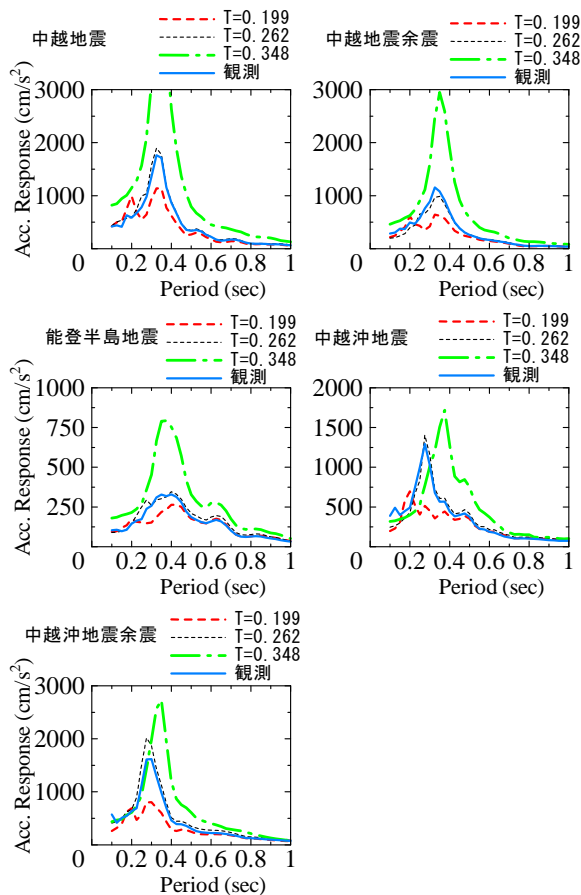 中越地震
T=0.199
T=0.262
T=0.348
観測
Acc. Response (cm/s²)
3000
2000
1000
0
0.2 0.4 0.6 0.8 1
Period (sec)
中越地震余震
T=0.199
T=0.262
T=0.348
観測
3000
2000
1000
0
0.2 0.4 0.6 0.8 1
Period (sec)
能登半島地震
T=0.199
T=0.262
T=0.348
観測
Acc. Response (cm/s²)
1000
750
500
250
0
0.2 0.4 0.6 0.8 1
Period (sec)
中越沖地震
T=0.199
T=0.262
T=0.348
観測
2000
1500
1000
500
0
0.2 0.4 0.6 0.8 1
Period (sec)
中越沖地震余震
T=0.199
T=0.262
T=0.348
観測
Acc. Response (cm/s²)
3000
2000
1000
0
0.2 0.4 0.6 0.8 1
Period (sec)